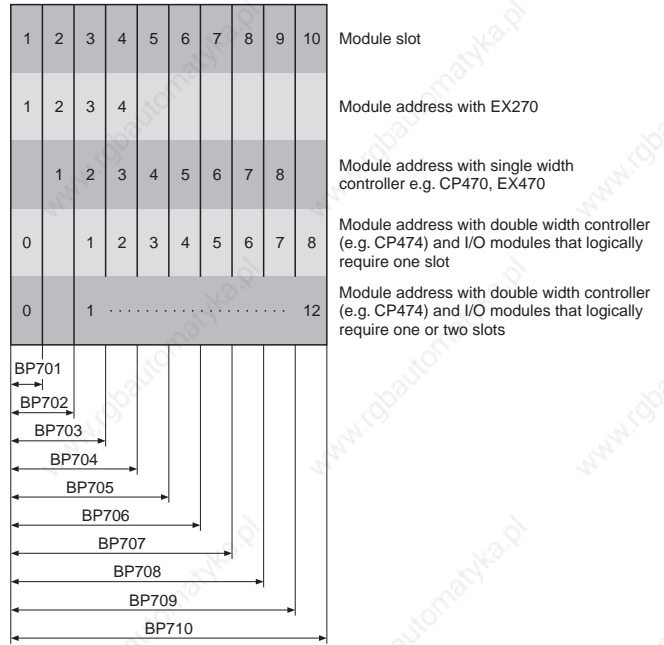 1 2 3 4 5 6 7 8 9 10 Module slot
1 2 3 4 Module address with EX270
1 2 3 4 5 6 7 8 Module address with single width
controller e.g. CP470, EX470
0 1 2 3 4 5 6 7 8 Module address with double width controller
(e.g. CP474) and I/O modules that logically
require one slot
0 1 . . . . . . . . . . . . . . . . . . . . 12 Module address with double width controller
(e.g. CP474) and I/O modules that logically
require one or two slots
BP701
BP702
BP703
BP704
BP705
BP706
BP707
BP708
BP709
BP710
www.rgbautomatyka.pl